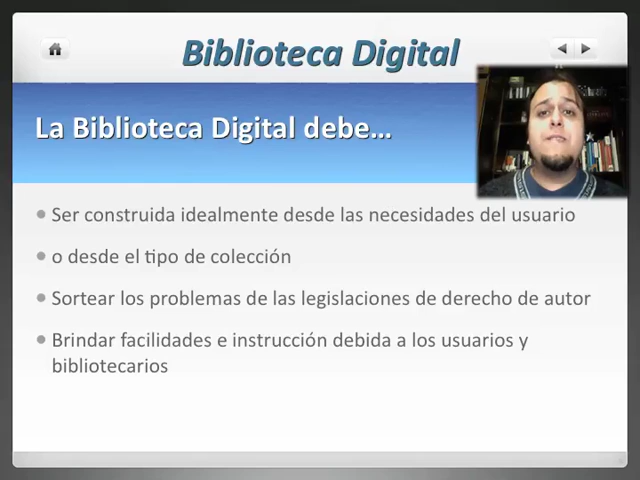 Biblioteca Digital
La Biblioteca Digital debe...
Ser construida idealmente desde las necesidades del usuario
o desde el tipo de colección
Sortear los problemas de las legislaciones de derecho de autor
Brindar facilidades e instrucción debida a los usuarios y
bibliotecarios